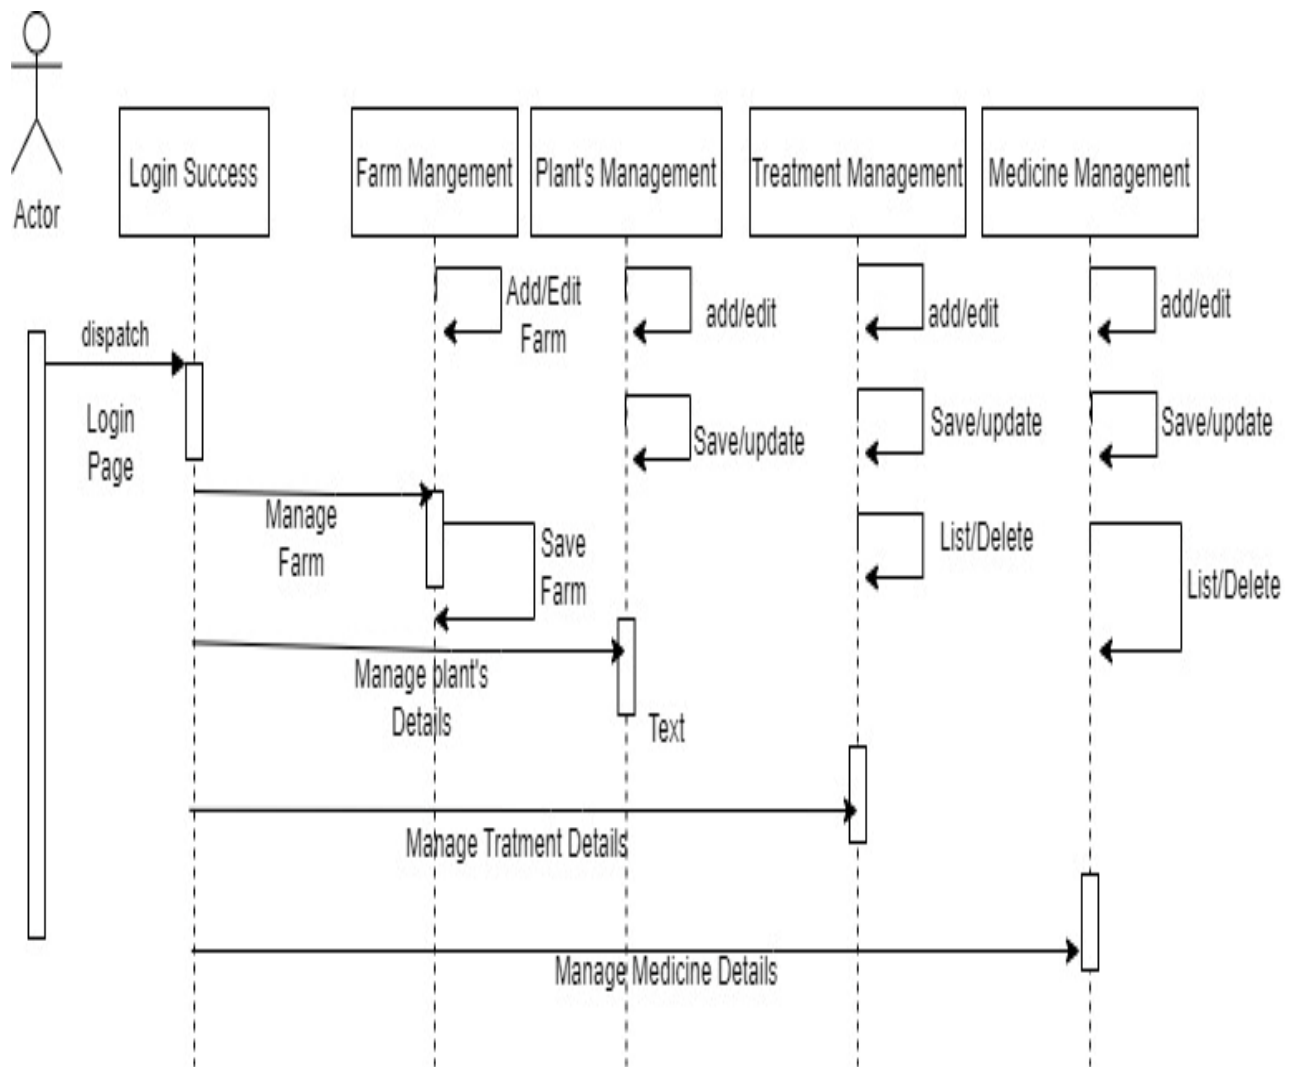 Actor
Login Success
Farm Mangement
Plant's Management
Treatment Management
Medicine Management
Add/Edit
Farm
add/edit
add/edit
add/edit
dispatch
Login
Page
Save/update
Save/update
Save/update
Manage
Farm
Save
Farm
List/Delete
List/Delete
Manage plant's
Details
Text
Manage Tratment Details
Manage Medicine Details